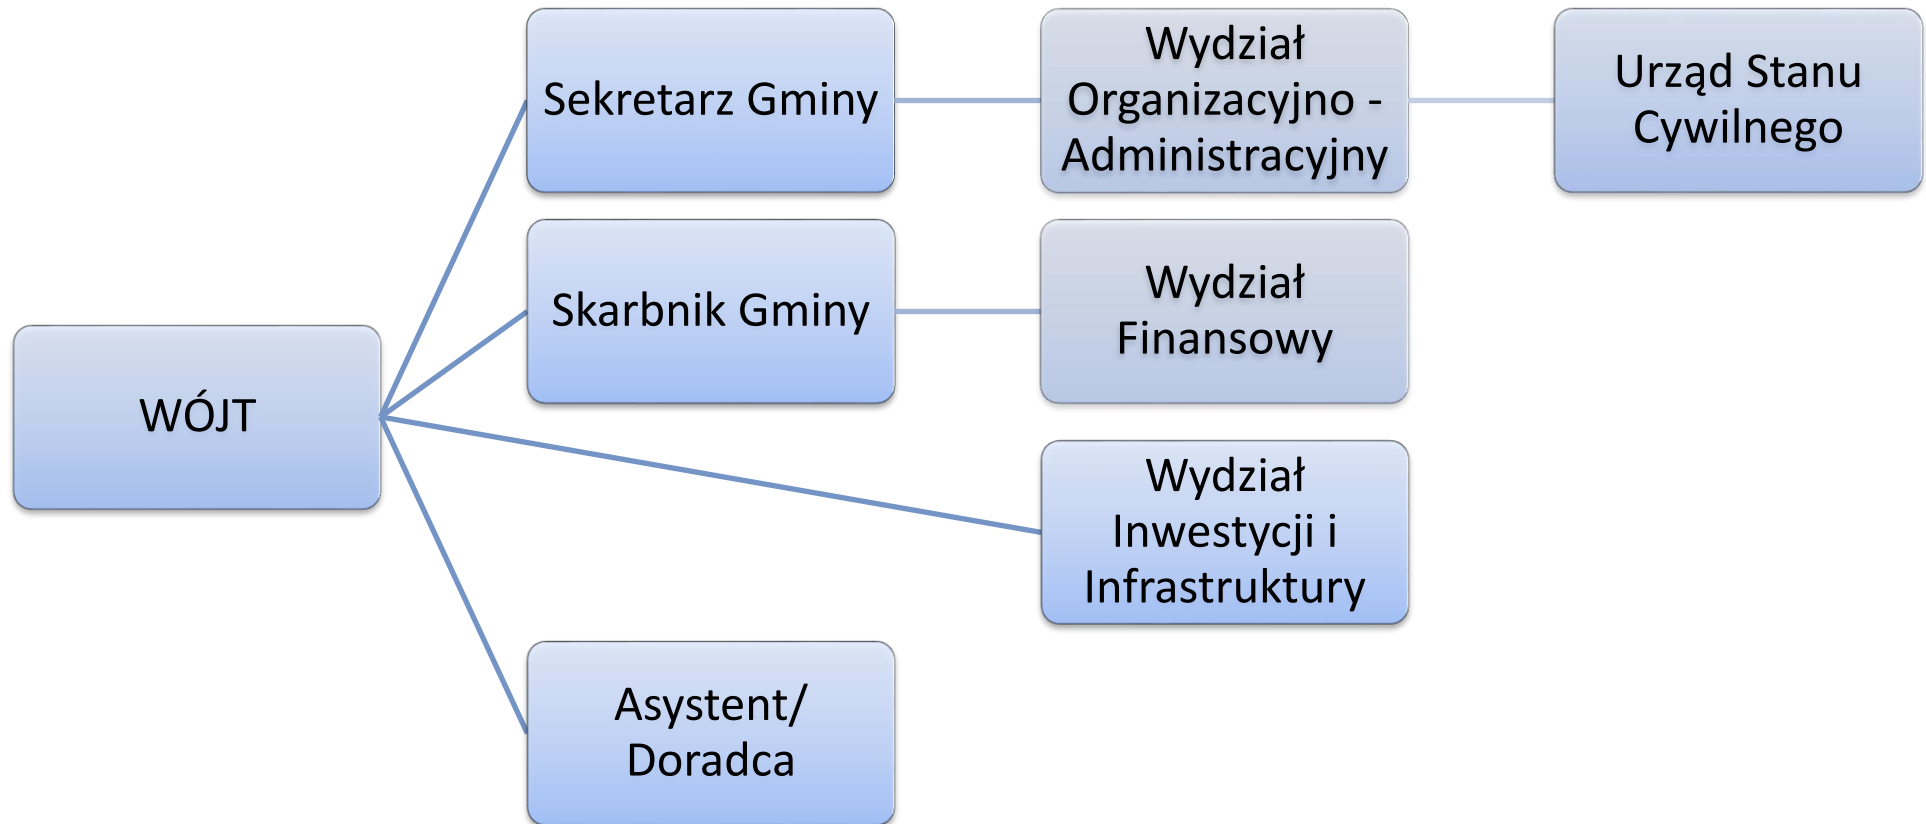 WÓJT
Sekretarz Gminy
Wydział
Organizacyjno -
Administracyjny
Urząd Stanu
Cywilnego
Skarbnik Gminy
Wydział
Finansowy
Wydział
Inwestycji i
Infrastruktury
Asystent/
Doradca